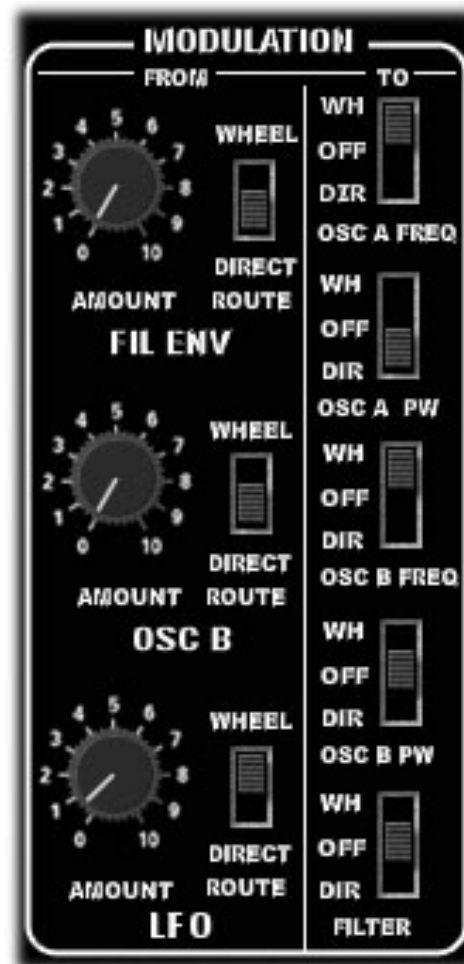 MODULATION
FROM
TO
4 5 6
3 7
2 8
1 9
0 10
WHEEL
DIRECT
AMOUNT ROUTE
FIL ENV
4 5 6
3 7
2 8
1 9
0 10
WHEEL
DIRECT
AMOUNT ROUTE
OSC B
4 5 6
3 7
2 8
1 9
0 10
WHEEL
DIRECT
AMOUNT ROUTE
LFO
WH
OFF
DIR
OSC A FREQ
WH
OFF
DIR
OSC A PW
WH
OFF
DIR
OSC B FREQ
WH
OFF
DIR
OSC B PW
WH
OFF
DIR
FILTER